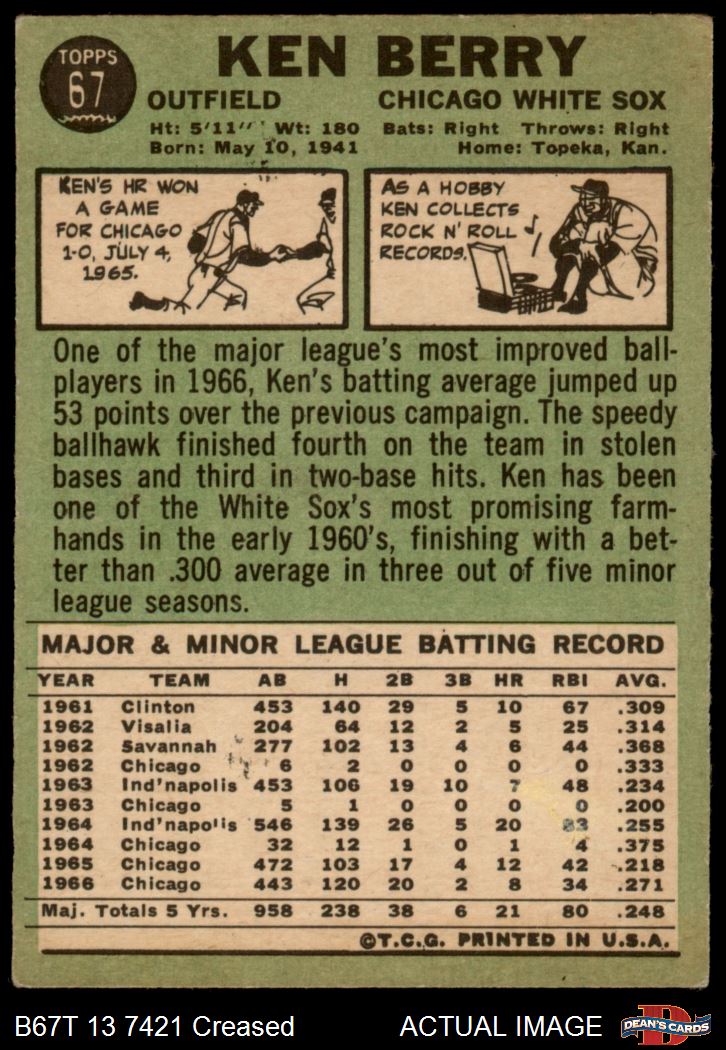 TOPPS
67
KEN BERRY
OUTFIELD CHICAGO WHITE SOX
Ht: 5'11" Wt: 180 Bats: Right Throws: Right
Born: May 10, 1941 Home: Topeka, Kan.
KEN'S HR WON
A GAME
FOR CHICAGO
1-0, JULY 4,
1965.
AS A HOBBY
KEN COLLECTS
ROCK N' ROLL
RECORDS.
One of the major league's most improved ball-
players in 1966, Ken's batting average jumped up
53 points over the previous campaign. The speedy
ballhawk finished fourth on the team in stolen
bases and third in two-base hits. Ken has been
one of the White Sox's most promising farm-
hands in the early 1960's, finishing with a bet-
ter than .300 average in three out of five minor
league seasons.
MAJOR & MINOR LEAGUE BATTING RECORD
YEAR TEAM AB H 2B 3B HR RBI AVG.
1961 Clinton 453 140 29 5 10 67 .309
1962 Visalia 204 64 12 2 5 25 .314
1962 Savannah 277 102 13 4 6 44 .368
1962 Chicago 6 2 0 0 0 0 .333
1963 Ind'napolis 453 106 19 10 7 48 .234
1963 Chicago 5 1 0 0 0 0 .200
1964 Ind'napolis 546 139 26 5 20 83 .255
1964 Chicago 32 12 1 0 1 4 .375
1965 Chicago 472 103 17 4 12 42 .218
1966 Chicago 443 120 20 2 8 34 .271
Maj. Totals 5 Yrs. 958 238 38 6 21 80 .248
©T.C.G. PRINTED IN U.S.A.
B67T 13 7421 Creased ACTUAL IMAGE
D
DEAN'S CARDS